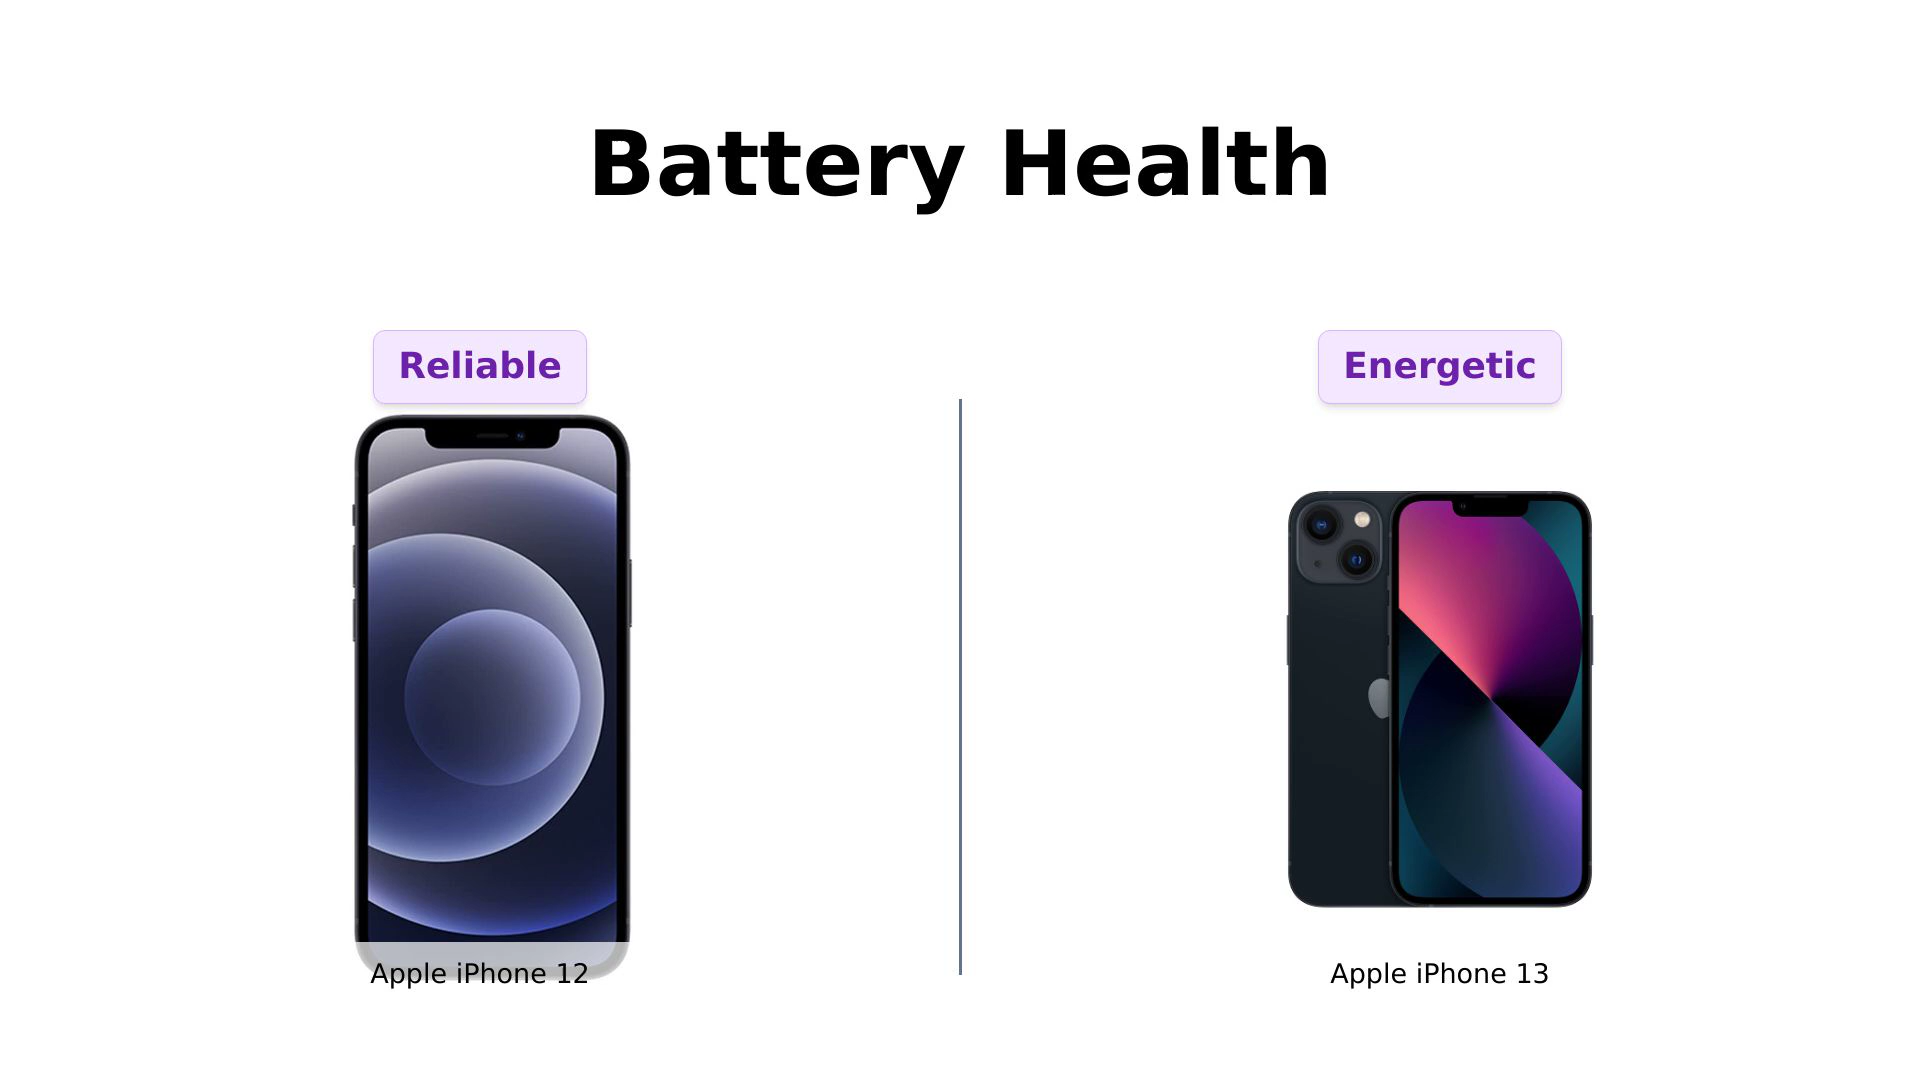 Battery Health
Reliable
Energetic
Apple iPhone 12
Apple iPhone 13